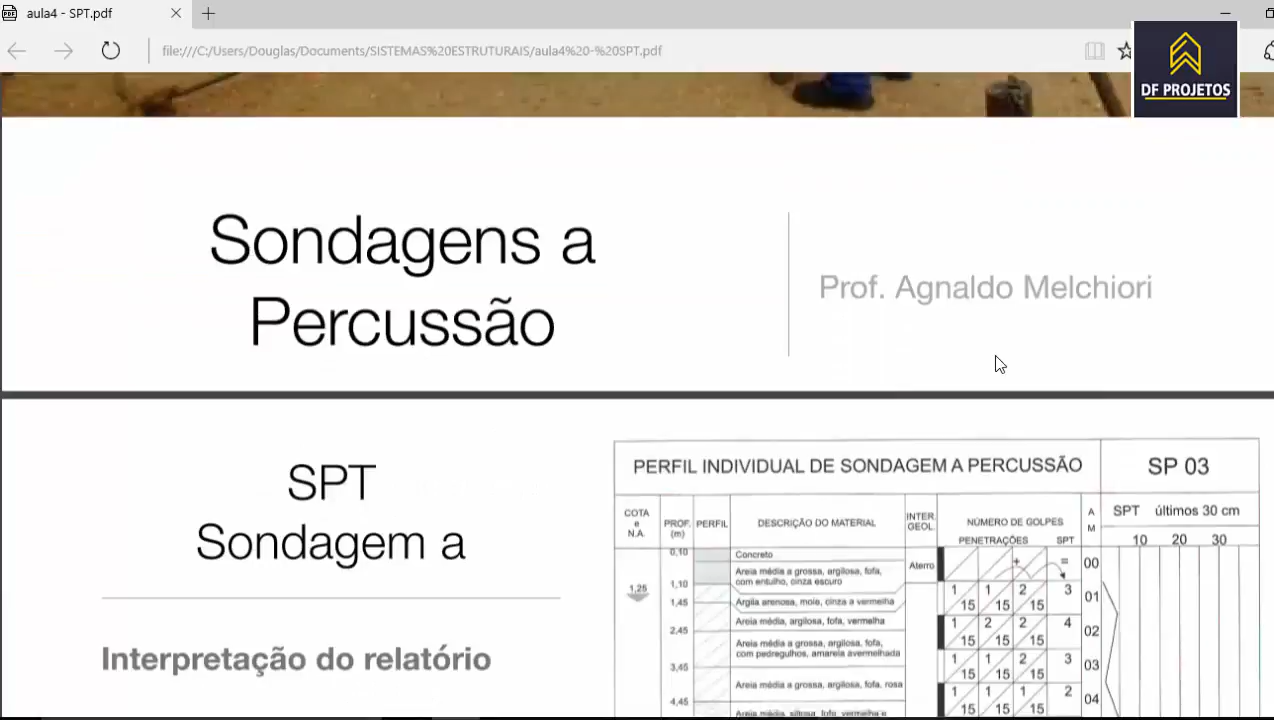 aula4 - SPT.pdf
file:///C:/Users/Douglas/Documents/SISTEMAS%20ESTRUTURAIS/aula4%20-%20SPT.pdf
DF PROJETOS
Sondagens a
Percussão
Prof. Agnaldo Melchiori
SPT
Sondagem a
Interpretação do relatório
PERFIL INDIVIDUAL DE SONDAGEM A PERCUSSÃO
SP 03
COTA
e
N.A.
PROF.
(m)
PERFIL
DESCRIÇÃO DO MATERIAL
INTER.
GEOL.
NÚMERO DE GOLPES
PENETRAÇÕES SPT
A
M
SPT últimos 30 cm
10 20 30
0,10
Concreto
Areia média a grossa, argilosa, fofa,
com entulho, cinza escuro
Aterro
+ =
00
1,25
1,10
1 1 2 3
15 15 15
01
1,45
Argila arenosa, mole, cinza a vermelha
Areia média, argilosa, fofa, vermelha
1 2 2 4
15 15 15
02
2,45
Areia média a grossa, argilosa, fofa,
com pedregulhos, amarela avermelhada
1 1 2 3
15 15 15
03
3,45
Areia média a grossa, argilosa, fofa, rosa
1 1 1 2
15 15 15
04
4,45
Areia média, siltosa, fofa, vermelha e